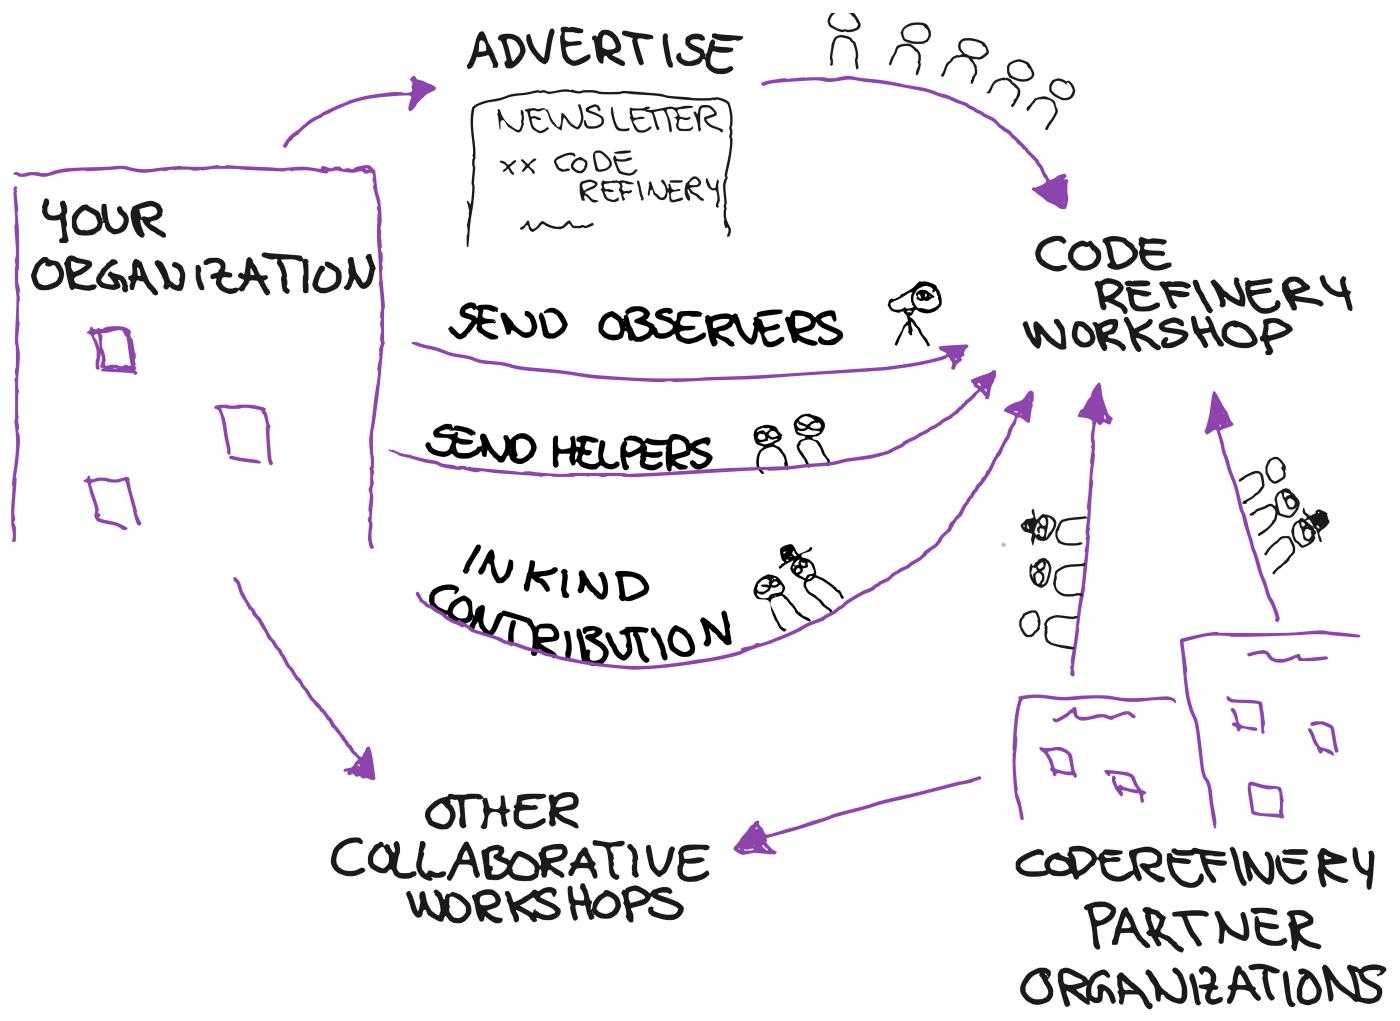 ADVERTISE
NEWSLETTER
xx CODE
REFINERY
YOUR
ORGANIZATION
CODE
REFINERY
WORKSHOP
SEND OBSERVERS
SEND HELPERS
IN KIND
CONTRIBUTION
OTHER
COLLABORATIVE
WORKSHOPS
CODEREFINERY
PARTNER
ORGANIZATIONS